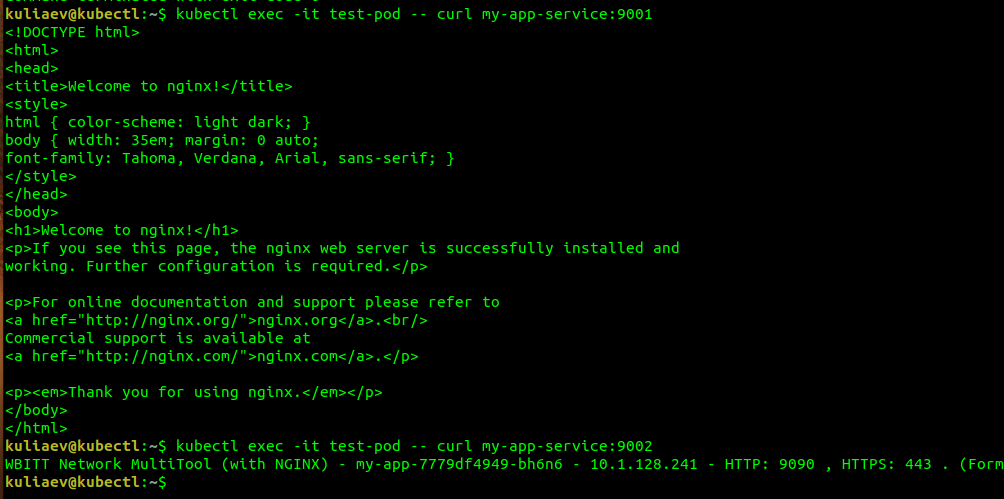 kuliaev@kubectl:~$ kubectl exec -it test-pod -- curl my-app-service:9001
<!DOCTYPE html>
<html>
<head>
<title>Welcome to nginx!</title>
<style>
html { color-scheme: light dark; }
body { width: 35em; margin: 0 auto;
font-family: Tahoma, Verdana, Arial, sans-serif; }
</style>
</head>
<body>
<h1>Welcome to nginx!</h1>
<p>If you see this page, the nginx web server is successfully installed and
working. Further configuration is required.</p>

<p>For online documentation and support please refer to
<a href="http://nginx.org/">nginx.org</a>.<br/>
Commercial support is available at
<a href="http://nginx.com/">nginx.com</a>.</p>

<p><em>Thank you for using nginx.</em></p>
</body>
</html>
kuliaev@kubectl:~$ kubectl exec -it test-pod -- curl my-app-service:9002
WBITT Network MultiTool (with NGINX) - my-app-7779df4949-bh6n6 - 10.1.128.241 - HTTP: 9090 , HTTPS: 443 . (Form
kuliaev@kubectl:~$